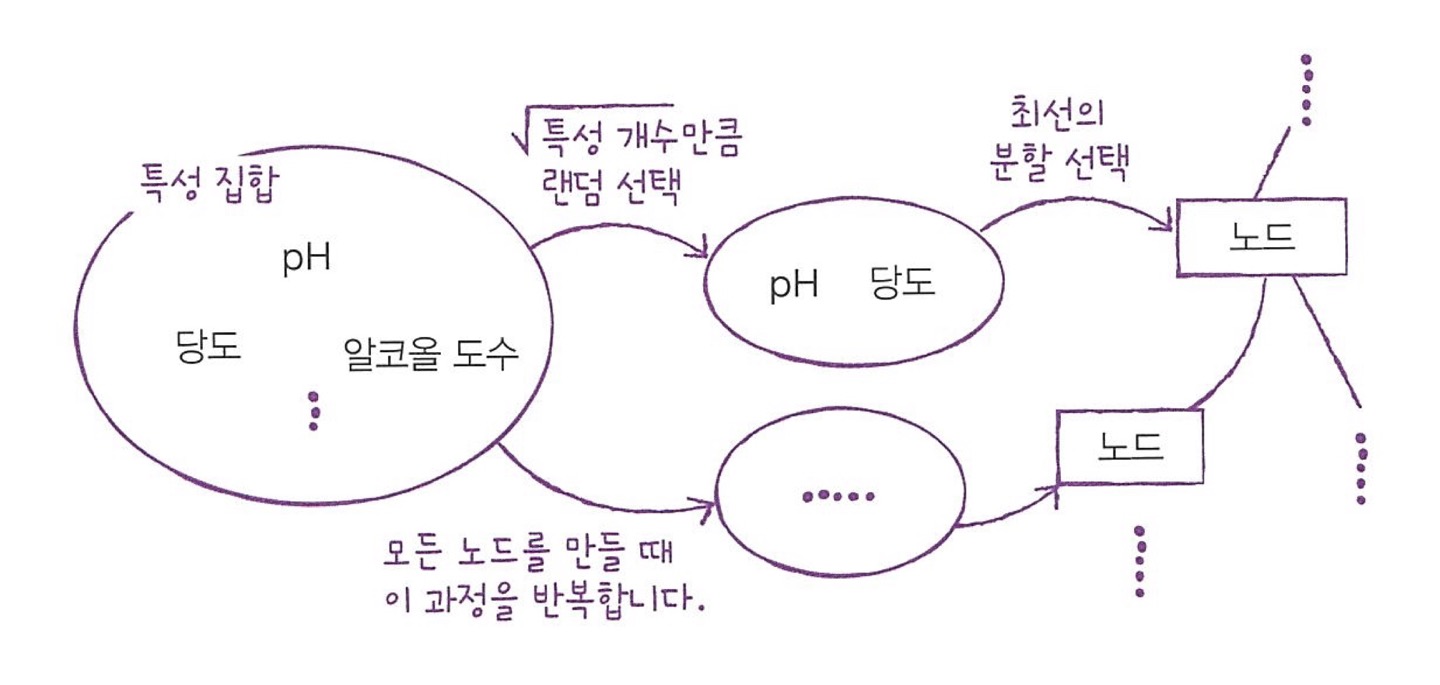 특성 집합
pH
당도
알코올 도수
√특성 개수만큼
랜덤 선택
pH 당도
최선의
분할 선택
노드
노드
모든 노드를 만들 때
이 과정을 반복합니다.